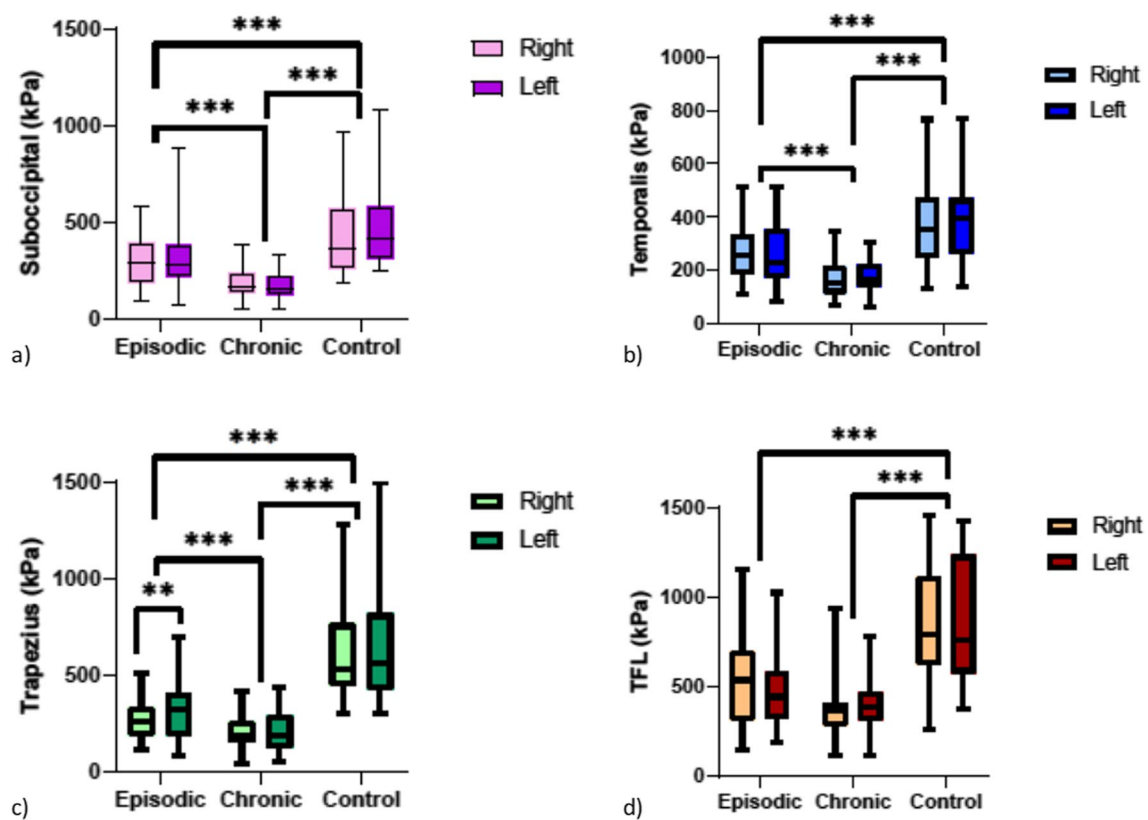 1500
1000
500
0
Suboccipital (kPa)
***
***
***
Right
Left
Episodic
Chronic
Control
a)
1000
800
600
400
200
0
Temporalis (kPa)
***
***
***
Right
Left
Episodic
Chronic
Control
b)
1500
1000
500
0
Trapezius (kPa)
***
***
***
**
Right
Left
Episodic
Chronic
Control
c)
1500
1000
500
0
TFL (kPa)
***
***
Right
Left
Episodic
Chronic
Control
d)